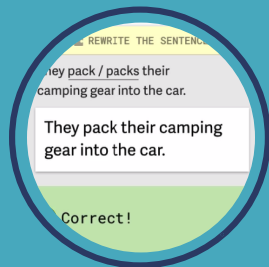 REWRITE THE SENTENCE
hey pack / packs their
camping gear into the car.
They pack their camping
gear into the car.
Correct!